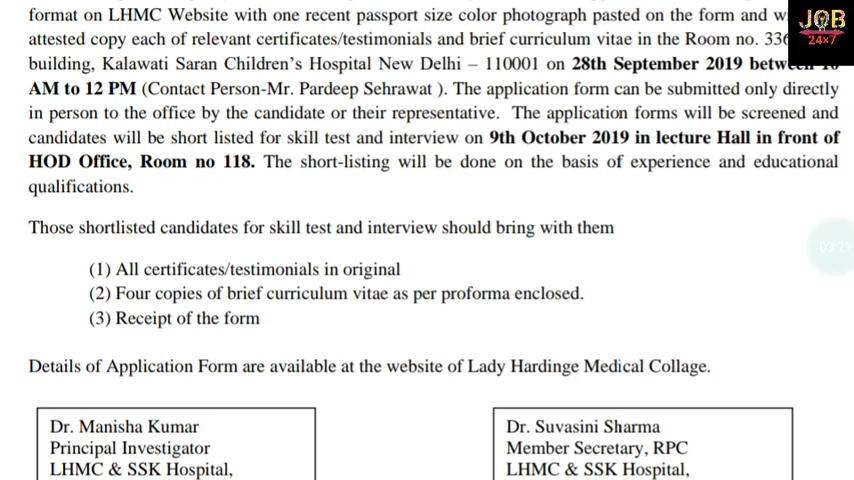 format on LHMC Website with one recent passport size color photograph pasted on the form and
JOB
24×7
attested copy each of relevant certificates/testimonials and brief curriculum vitae in the Room no.
building, Kalawati Saran Children's Hospital New Delhi – 110001 on 28th September 2019 between 10
AM to 12 PM (Contact Person-Mr. Pardeep Sehrawat ). The application form can be submitted only directly
in person to the office by the candidate or their representative. The application forms will be screened and
candidates will be short listed for skill test and interview on 9th October 2019 in lecture Hall in front of
HOD Office, Room no 118. The short-listing will be done on the basis of experience and educational
qualifications.
Those shortlisted candidates for skill test and interview should bring with them
03:21
(1) All certificates/testimonials in original
(2) Four copies of brief curriculum vitae as per proforma enclosed.
(3) Receipt of the form
Details of Application Form are available at the website of Lady Hardinge Medical Collage.
Dr. Manisha Kumar
Principal Investigator
LHMC & SSK Hospital,
Dr. Suvasini Sharma
Member Secretary, RPC
LHMC & SSK Hospital,